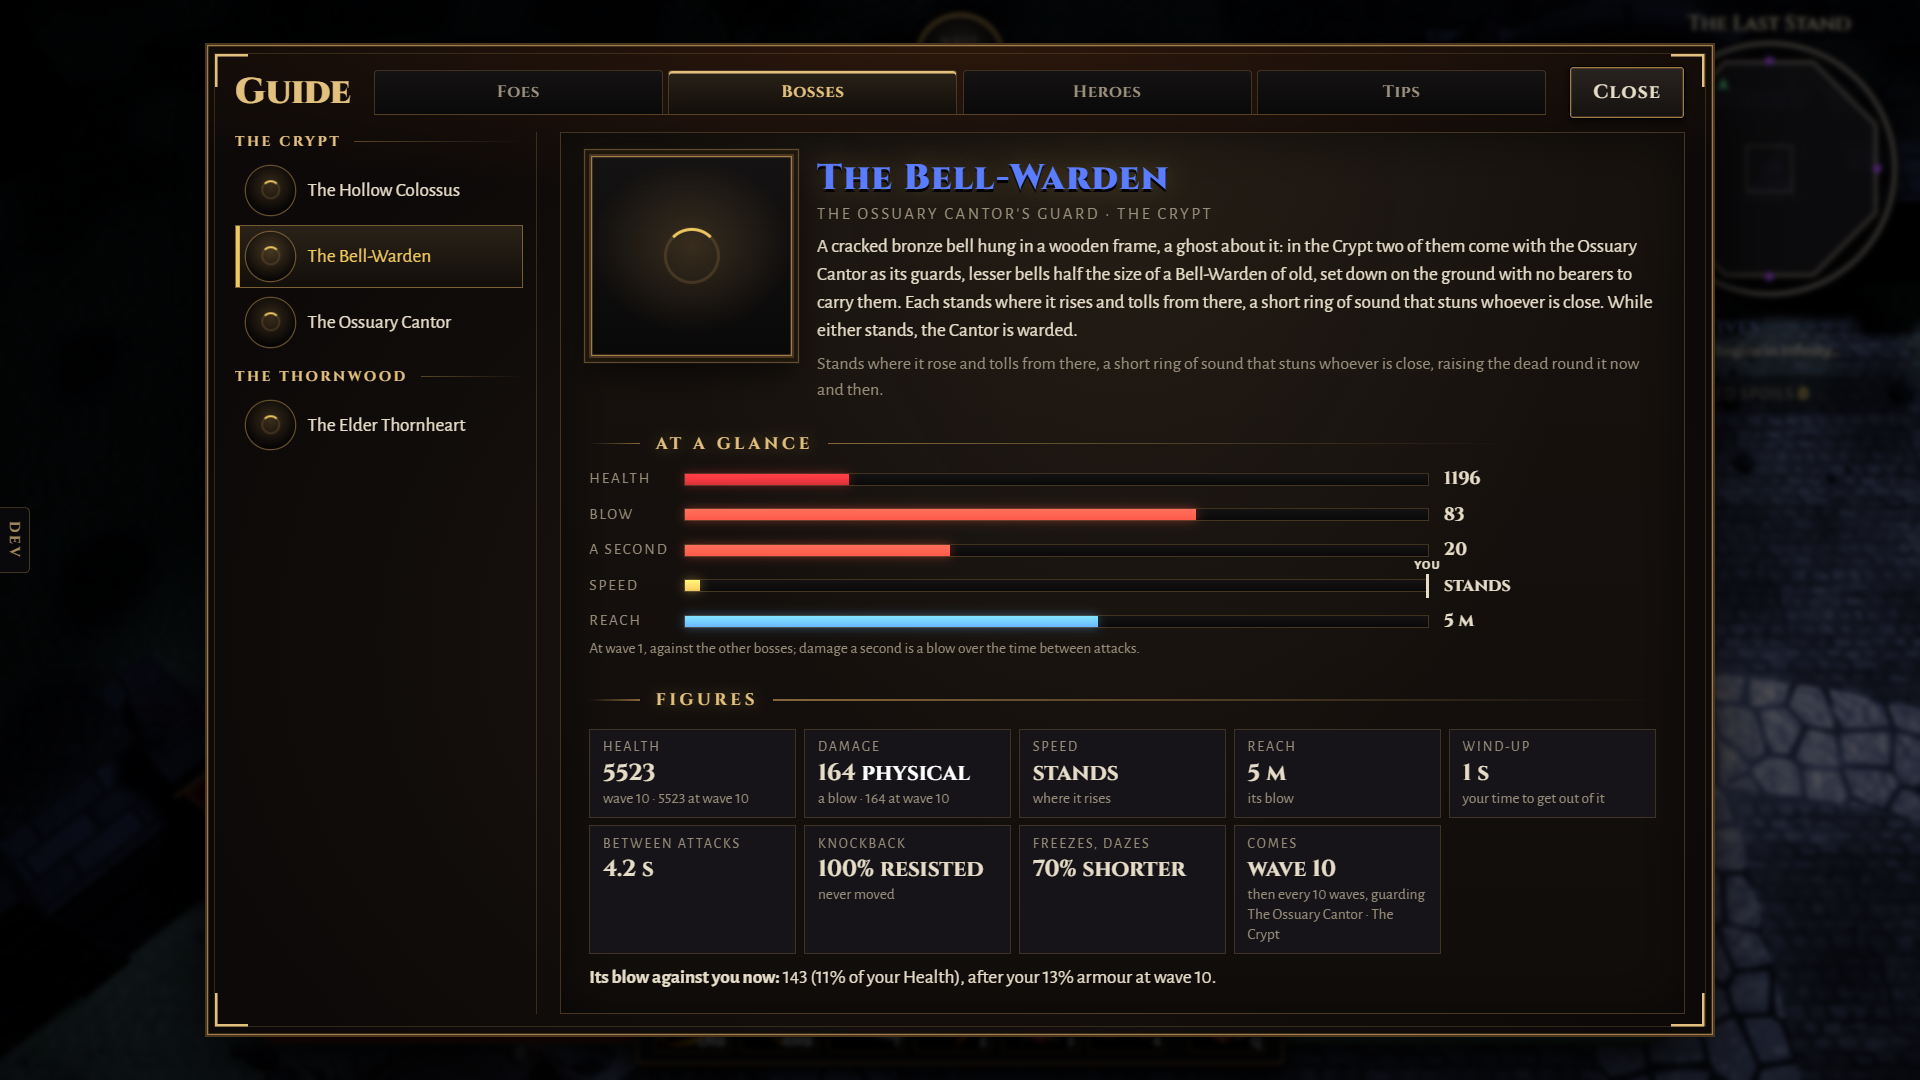 THE LAST STAND
GUIDE
FOES
BOSSES
HEROES
TIPS
CLOSE
THE CRYPT
The Hollow Colossus
The Bell-Warden
The Ossuary Cantor
THE THORNWOOD
The Elder Thornheart
DEV
THE BELL-WARDEN
THE OSSUARY CANTOR'S GUARD · THE CRYPT
A cracked bronze bell hung in a wooden frame, a ghost about it: in the Crypt two of them come with the Ossuary
Cantor as its guards, lesser bells half the size of a Bell-Warden of old, set down on the ground with no bearers to
carry them. Each stands where it rises and tolls from there, a short ring of sound that stuns whoever is close. While
either stands, the Cantor is warded.
Stands where it rose and tolls from there, a short ring of sound that stuns whoever is close, raising the dead round it now
and then.
AT A GLANCE
HEALTH 1196
BLOW 83
A SECOND 20
YOU
SPEED STANDS
REACH 5 M
At wave 1, against the other bosses; damage a second is a blow over the time between attacks.
FIGURES
HEALTH
5523
wave 10 · 5523 at wave 10
DAMAGE
164 PHYSICAL
a blow · 164 at wave 10
SPEED
STANDS
where it rises
REACH
5 M
its blow
WIND-UP
1 S
your time to get out of it
BETWEEN ATTACKS
4.2 S
KNOCKBACK
100% RESISTED
never moved
FREEZES, DAZES
70% SHORTER
COMES
WAVE 10
then every 10 waves, guarding
The Ossuary Cantor · The
Crypt
Its blow against you now: 143 (11% of your Health), after your 13% armour at wave 10.